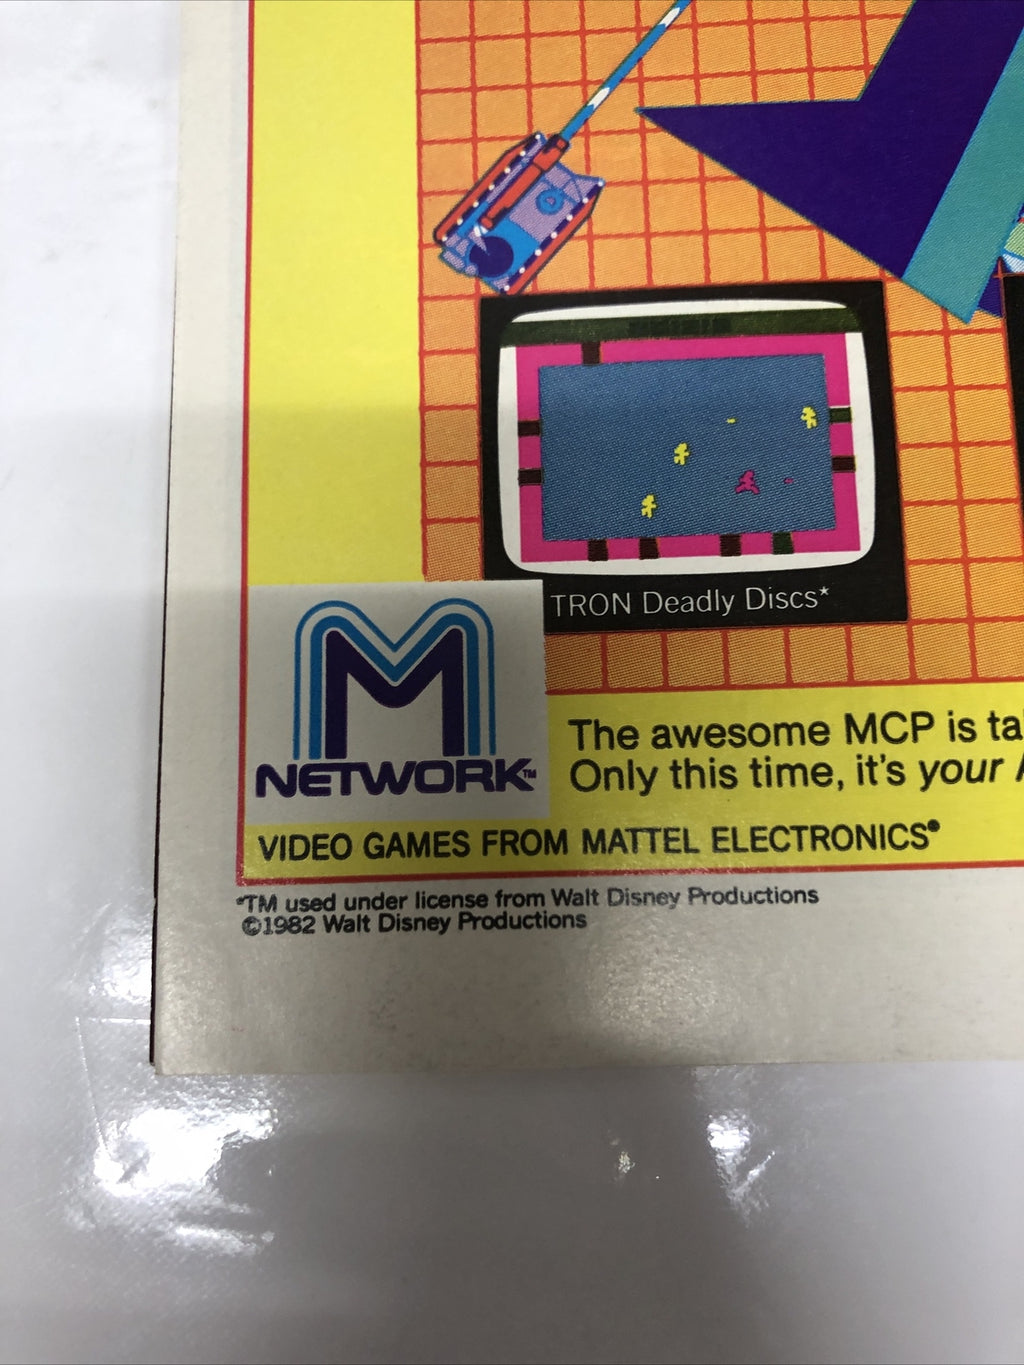 TRON Deadly Discs*
M
NETWORK™
The awesome MCP is ta
Only this time, it's your
VIDEO GAMES FROM MATTEL ELECTRONICS®
*TM used under license from Walt Disney Productions
©1982 Walt Disney Productions